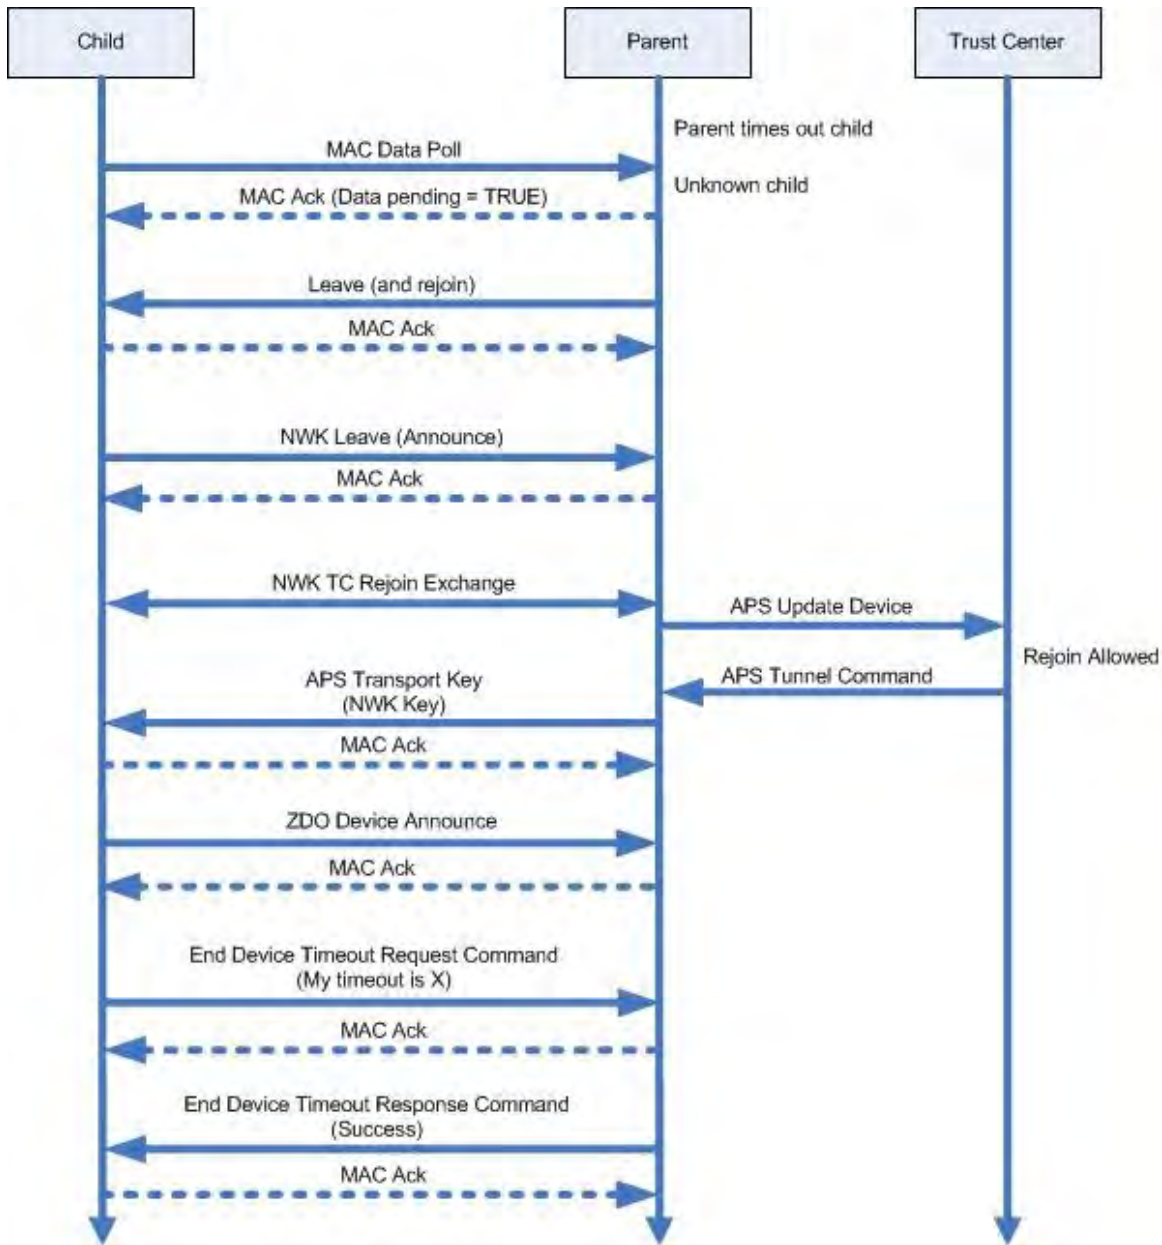 Child
Parent
Trust Center
Parent times out child
MAC Data Poll
Unknown child
MAC Ack (Data pending = TRUE)
Leave (and rejoin)
MAC Ack
NWK Leave (Announce)
MAC Ack
NWK TC Rejoin Exchange
APS Update Device
Rejoin Allowed
APS Tunnel Command
APS Transport Key
(NWK Key)
MAC Ack
ZDO Device Announce
MAC Ack
End Device Timeout Request Command
(My timeout is X)
MAC Ack
End Device Timeout Response Command
(Success)
MAC Ack